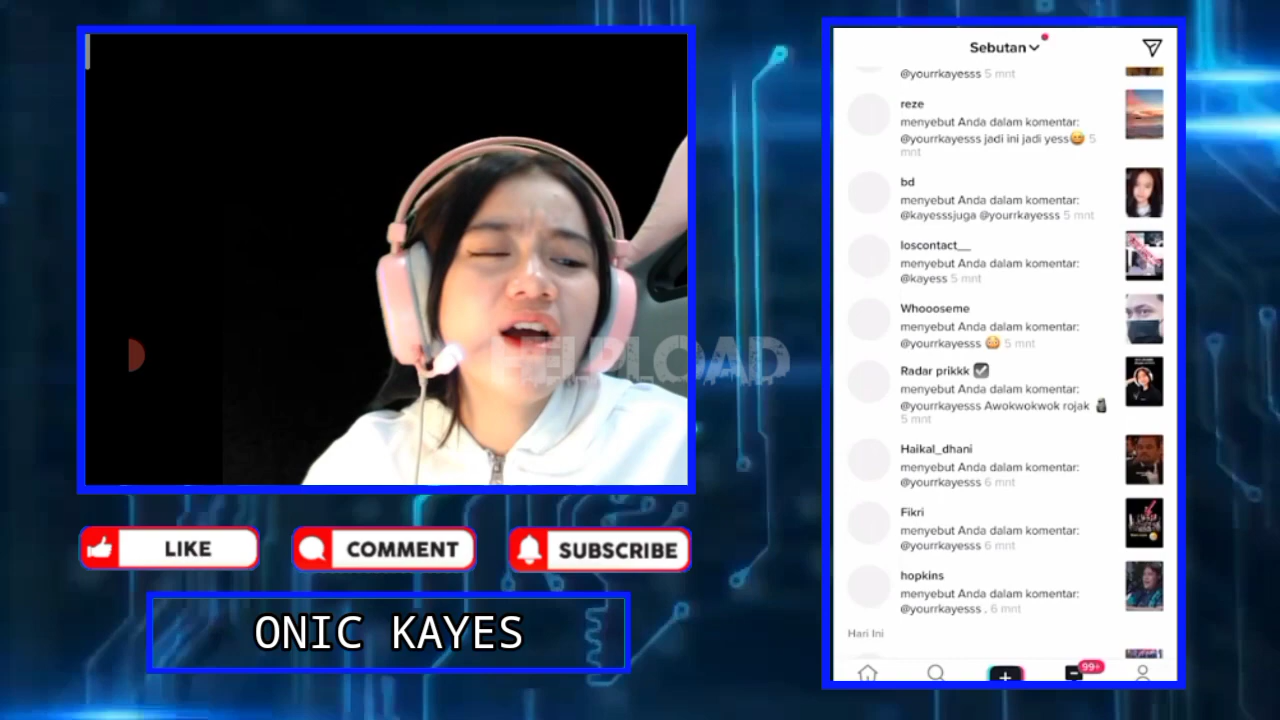 Sebutan
@yourrkayesss 5 mnt
reze
menyebut Anda dalam komentar:
@yourrkayesss jadi ini jadi yess😄 5
mnt
bd
menyebut Anda dalam komentar:
@kayesssjuga @yourrkayesss 5 mnt
loscontact__
menyebut Anda dalam komentar:
@kayess 5 mnt
Whoooseme
menyebut Anda dalam komentar:
@yourrkayesss 😳 5 mnt
Radar prikkk ☑️
menyebut Anda dalam komentar:
@yourrkayesss Awokwokwok rojak 🗿
5 mnt
Haikal_dhani
menyebut Anda dalam komentar:
@yourrkayesss 6 mnt
Fikri
menyebut Anda dalam komentar:
@yourrkayesss 6 mnt
hopkins
menyebut Anda dalam komentar:
@yourrkayesss . 6 mnt
Hari Ini
99+
HELPLOAD
LIKE
COMMENT
SUBSCRIBE
ONIC KAYES